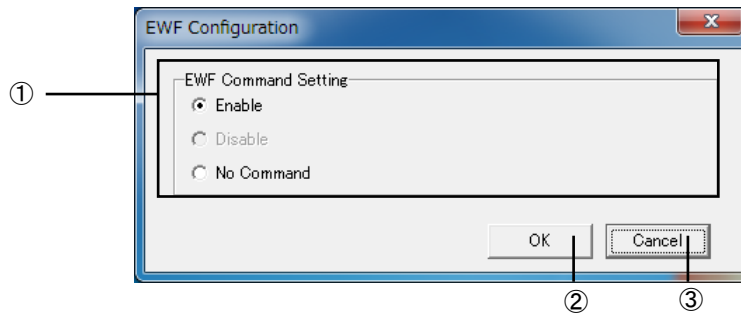 EWF Configuration
①
EWF Command Setting
Enable
Disable
No Command
OK
Cancel
②
③